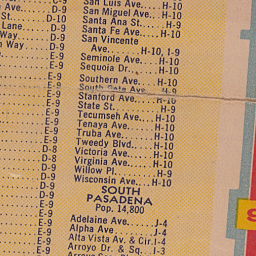 C-9
Ave. D-9
St. D-10
Lane D-9
Way D-9
n Way D-9
D-9
E-9
E-9
E-9
E-9
E-9
E-9
E-9
D-8
D-8
D-9
D-9
D-9
D-9
E-9
E-9
E-9
E-9
San Luis Ave. H-10
San Miguel Ave. H-10
Santa Ana St. H-9
Santa Fe Ave. H-10
San Vincente
Ave. H-10, I-9
Seminole Ave. H-10
Sequoia Dr. H-10
Southern Ave. H-10
South Gate Ave. H-9
Stanford Ave. H-10
State St. H-9
Tecumseh Ave. H-10
Tenaya Ave. H-10
Truba Ave. H-10
Tweedy Blvd. H-10
Victoria Ave. H-10
Virginia Ave. H-10
Willow Pl. H-9
Wisconsin Ave. H-10
SOUTH
PASADENA
Pop. 14,800
Adelaine Ave. J-4
Alpha Ave. J-4
Alta Vista Av. & Cir. J-4
Arroyo Dr. & Sq. J-3